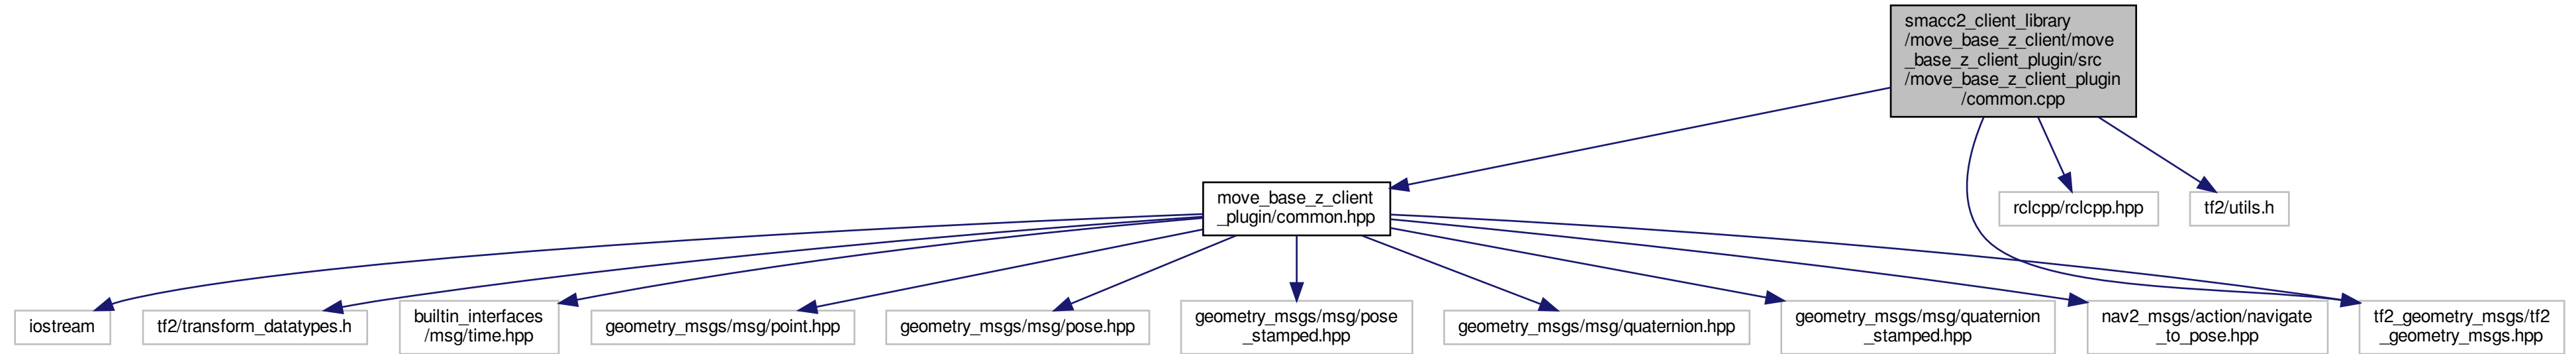 smacc2_client_library
/move_base_z_client/move
_base_z_client_plugin/src
/move_base_z_client_plugin
/common.cpp
move_base_z_client
_plugin/common.hpp
rclcpp/rclcpp.hpp
tf2/utils.h
iostream
tf2/transform_datatypes.h
builtin_interfaces
/msg/time.hpp
geometry_msgs/msg/point.hpp
geometry_msgs/msg/pose.hpp
geometry_msgs/msg/pose
_stamped.hpp
geometry_msgs/msg/quaternion.hpp
geometry_msgs/msg/quaternion
_stamped.hpp
nav2_msgs/action/navigate
_to_pose.hpp
tf2_geometry_msgs/tf2
_geometry_msgs.hpp